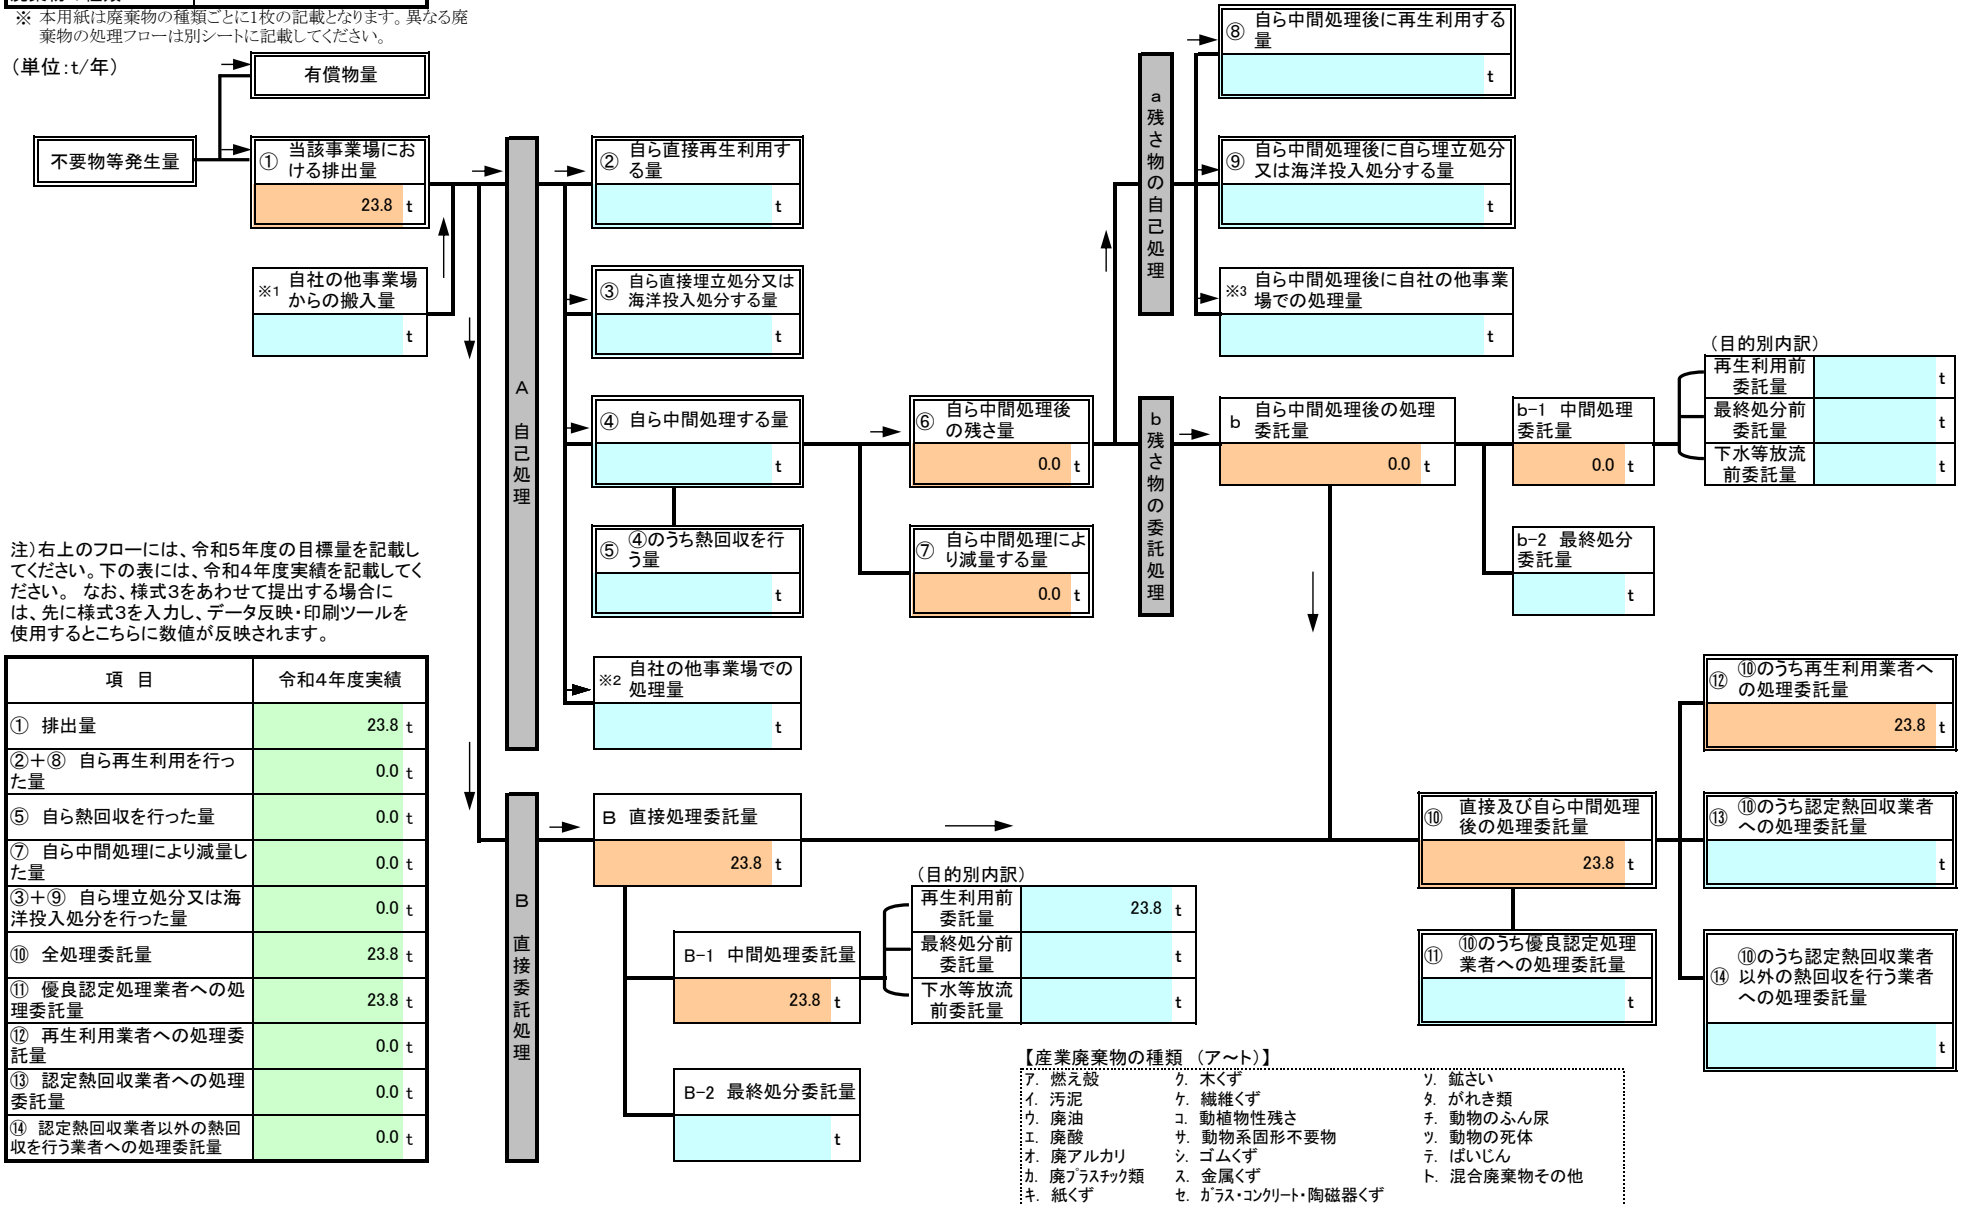 ※ 本用紙は廃棄物の種類ごとに1枚の記載となります。異なる廃
棄物の処理フローは別シートに記載してください。
（単位:t/年）
有償物量
不要物等発生量
① 当該事業場にお
ける排出量
23.8 t
※1 自社の他事業場
からの搬入量
t
A 自己処理
② 自ら直接再生利用す
る量
t
③ 自ら直接埋立処分又は
海洋投入処分する量
t
④ 自ら中間処理する量
t
⑤ ④のうち熱回収を行
う量
t
※2 自社の他事業場での
処理量
t
⑥ 自ら中間処理後
の残さ量
0.0 t
⑦ 自ら中間処理によ
り減量する量
0.0 t
a 残さ物の自己処理
⑧ 自ら中間処理後に再生利用する
量
t
⑨ 自ら中間処理後に自ら埋立処分
又は海洋投入処分する量
t
※3 自ら中間処理後に自社の他事業
場での処理量
t
b 残さ物の委託処理
b 自ら中間処理後の処理
委託量
0.0 t
b-1 中間処理
委託量
0.0 t
b-2 最終処分
委託量
t
（目的別内訳）
再生利用前
委託量
t
最終処分前
委託量
t
下水等放流
前委託量
t
注）右上のフローには、令和５年度の目標量を記載し
てください。下の表には、令和４年度実績を記載してく
ださい。 なお、様式３をあわせて提出する場合に
は、先に様式３を入力し、データ反映・印刷ツールを
使用するとこちらに数値が反映されます。
項 目 令和４年度実績
① 排出量 23.8 t
②＋⑧ 自ら再生利用を行っ
た量 0.0 t
⑤ 自ら熱回収を行った量 0.0 t
⑦ 自ら中間処理により減量し
た量 0.0 t
③＋⑨ 自ら埋立処分又は海
洋投入処分を行った量 0.0 t
⑩ 全処理委託量 23.8 t
⑪ 優良認定処理業者への処
理委託量 23.8 t
⑫ 再生利用業者への処理委
託量 0.0 t
⑬ 認定熱回収業者への処理
委託量 0.0 t
⑭ 認定熱回収業者以外の熱回
収を行う業者への処理委託量 0.0 t
B 直接委託処理
B 直接処理委託量
23.8 t
B-1 中間処理委託量
23.8 t
B-2 最終処分委託量
t
（目的別内訳）
再生利用前
委託量
23.8 t
最終処分前
委託量
t
下水等放流
前委託量
t
⑩ 直接及び自ら中間処理
後の処理委託量
23.8 t
⑪ ⑩のうち優良認定処理
業者への処理委託量
t
⑫ ⑩のうち再生利用業者へ
の処理委託量
23.8 t
⑬ ⑩のうち認定熱回収業者
への処理委託量
t
⑭ ⑩のうち認定熱回収業者
以外の熱回収を行う業者
への処理委託量
t
【産業廃棄物の種類 （ア～ト）】
ア. 燃え殻
イ. 汚泥
ウ. 廃油
エ. 廃酸
オ. 廃アルカリ
カ. 廃プラスチック類
キ. 紙くず
ク. 木くず
ケ. 繊維くず
コ. 動植物性残さ
サ. 動物系固形不要物
シ. ゴムくず
ス. 金属くず
セ. ガラス・コンクリート・陶磁器くず
ソ. 鉱さい
タ. がれき類
チ. 動物のふん尿
ツ. 動物の死体
テ. ばいじん
ト. 混合廃棄物その他